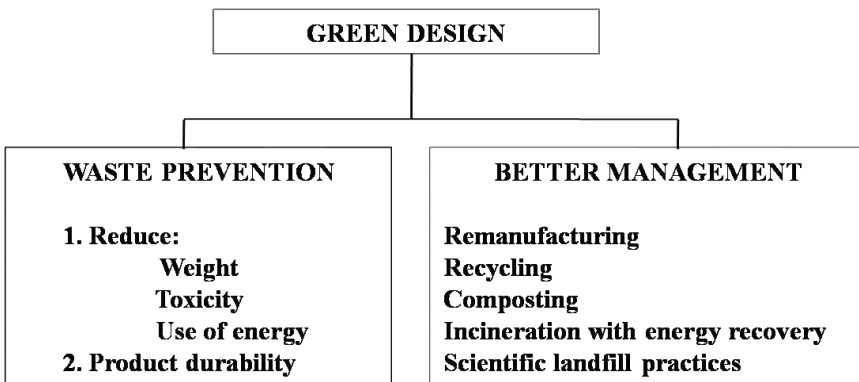 GREEN DESIGN
WASTE PREVENTION
1. Reduce:
Weight
Toxicity
Use of energy
2. Product durability
BETTER MANAGEMENT
Remanufacturing
Recycling
Composting
Incineration with energy recovery
Scientific landfill practices